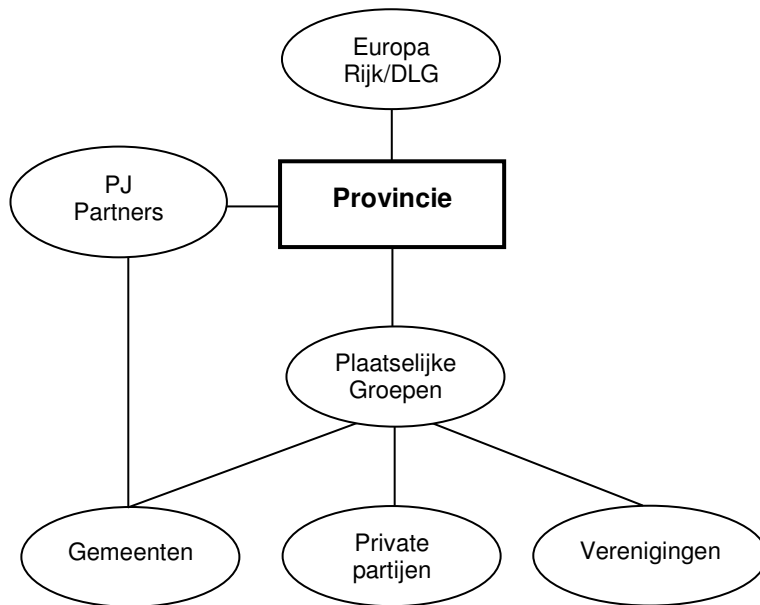 Europa
Rijk/DLG
PJ
Partners
Provincie
Plaatselijke
Groepen
Gemeenten
Private
partijen
Verenigingen